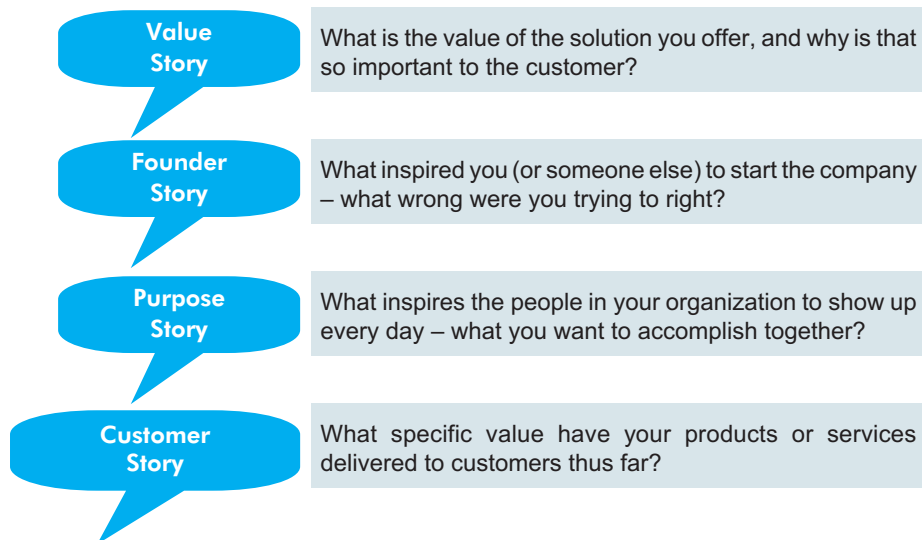 Value
Story
What is the value of the solution you offer, and why is that
so important to the customer?
Founder
Story
What inspired you (or someone else) to start the company
– what wrong were you trying to right?
Purpose
Story
What inspires the people in your organization to show up
every day – what you want to accomplish together?
Customer
Story
What specific value have your products or services
delivered to customers thus far?